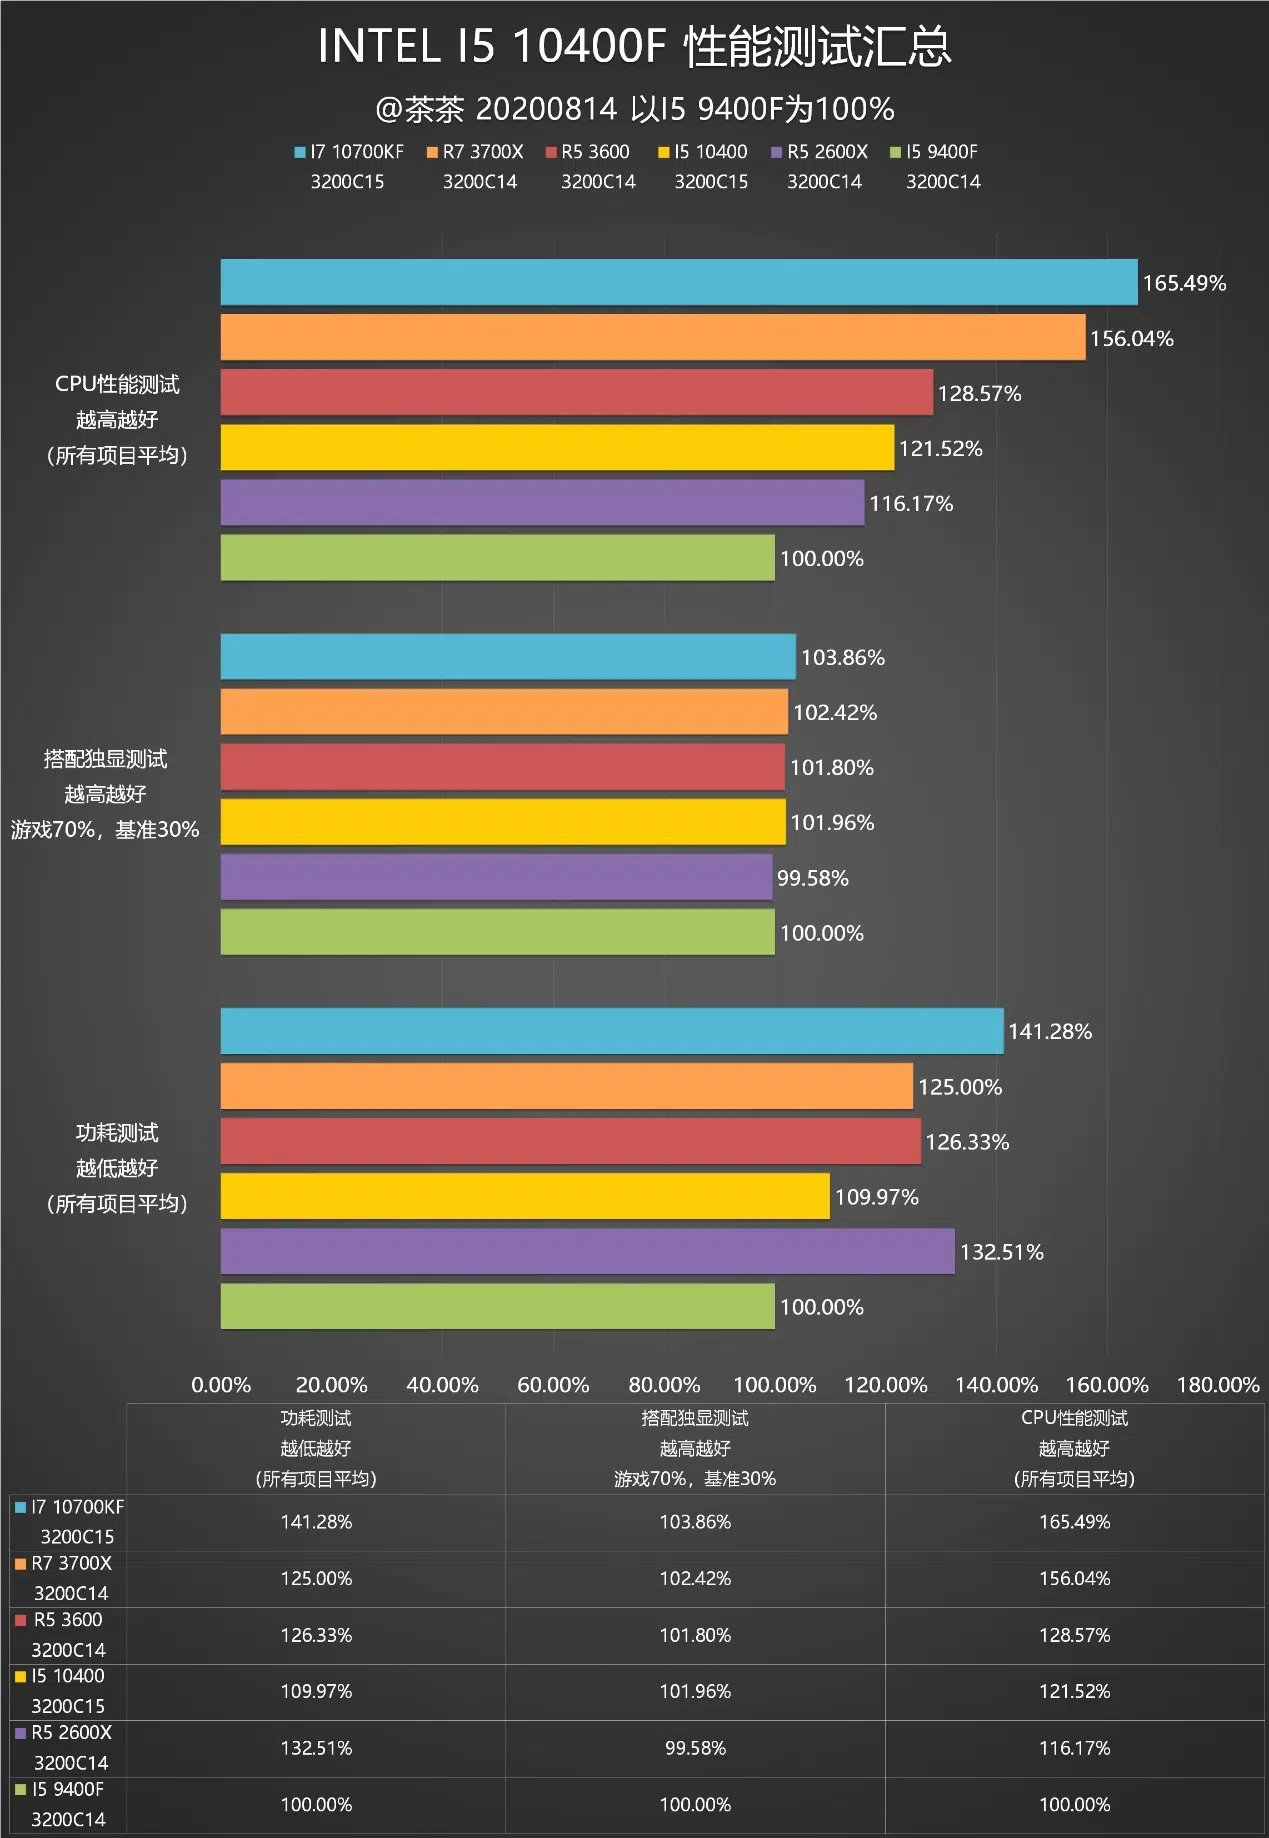 INTEL I5 10400F 性能测试汇总
@茶茶 20200814 以I5 9400F为100%
I7 10700KF R7 3700X R5 3600 I5 10400 R5 2600X I5 9400F
3200C15 3200C14 3200C14 3200C15 3200C14 3200C14
CPU性能测试
越高越好
（所有项目平均）
165.49%
156.04%
128.57%
121.52%
116.17%
100.00%
搭配独显测试
越高越好
游戏70%，基准30%
103.86%
102.42%
101.80%
101.96%
99.58%
100.00%
功耗测试
越低越好
（所有项目平均）
141.28%
125.00%
126.33%
109.97%
132.51%
100.00%
0.00% 20.00% 40.00% 60.00% 80.00% 100.00% 120.00% 140.00% 160.00% 180.00%
功耗测试 搭配独显测试 CPU性能测试
越低越好 越高越好 越高越好
（所有项目平均） 游戏70%，基准30% （所有项目平均）
I7 10700KF
3200C15 141.28% 103.86% 165.49%
R7 3700X
3200C14 125.00% 102.42% 156.04%
R5 3600
3200C14 126.33% 101.80% 128.57%
I5 10400
3200C15 109.97% 101.96% 121.52%
R5 2600X
3200C14 132.51% 99.58% 116.17%
I5 9400F
3200C14 100.00% 100.00% 100.00%